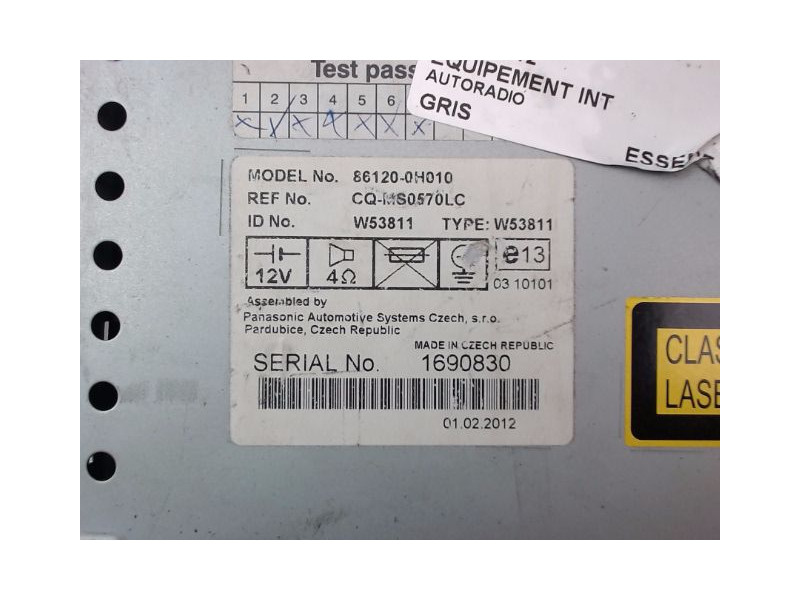 Test pass
1 2 3 4 5 6
EQUIPEMENT INT
AUTORADIO
GRIS
MODEL No. 86120-0H010
REF No. CQ-MS0570LC
ID No. W53811 TYPE: W53811
12V 4Ω e13
03 10101
Assembled by
Panasonic Automotive Systems Czech, s.r.o.
Pardubice, Czech Republic
MADE IN CZECH REPUBLIC
SERIAL No. 1690830
01.02.2012
CLAS
LASE